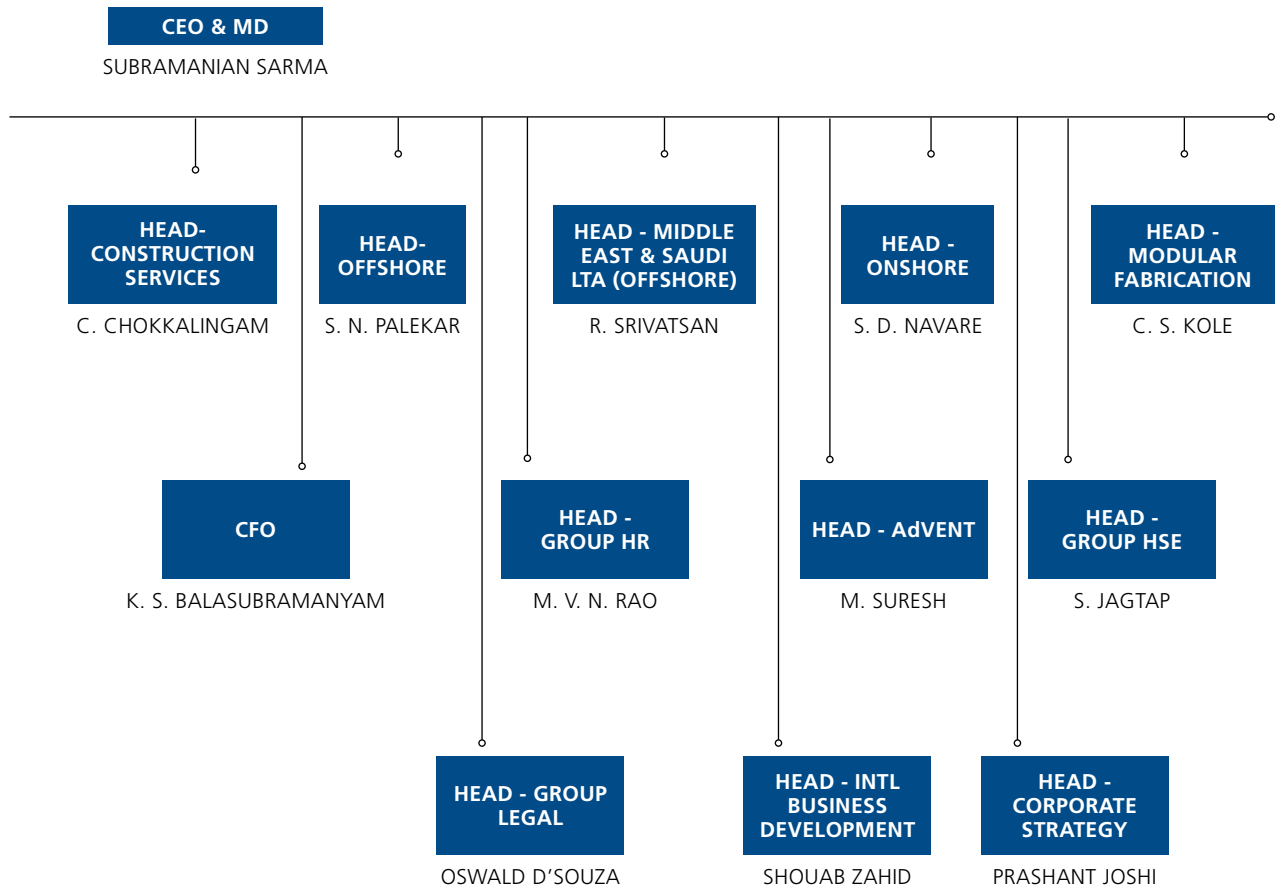 CEO & MD
SUBRAMANIAN SARMA
HEAD-
CONSTRUCTION
SERVICES
C. CHOKKALINGAM
HEAD-
OFFSHORE
S. N. PALEKAR
HEAD - MIDDLE
EAST & SAUDI
LTA (OFFSHORE)
R. SRIVATSAN
HEAD -
ONSHORE
S. D. NAVARE
HEAD -
MODULAR
FABRICATION
C. S. KOLE
CFO
K. S. BALASUBRAMANYAM
HEAD -
GROUP HR
M. V. N. RAO
HEAD - AdVENT
M. SURESH
HEAD -
GROUP HSE
S. JAGTAP
HEAD - GROUP
LEGAL
OSWALD D'SOUZA
HEAD - INTL
BUSINESS
DEVELOPMENT
SHOUAB ZAHID
HEAD -
CORPORATE
STRATEGY
PRASHANT JOSHI